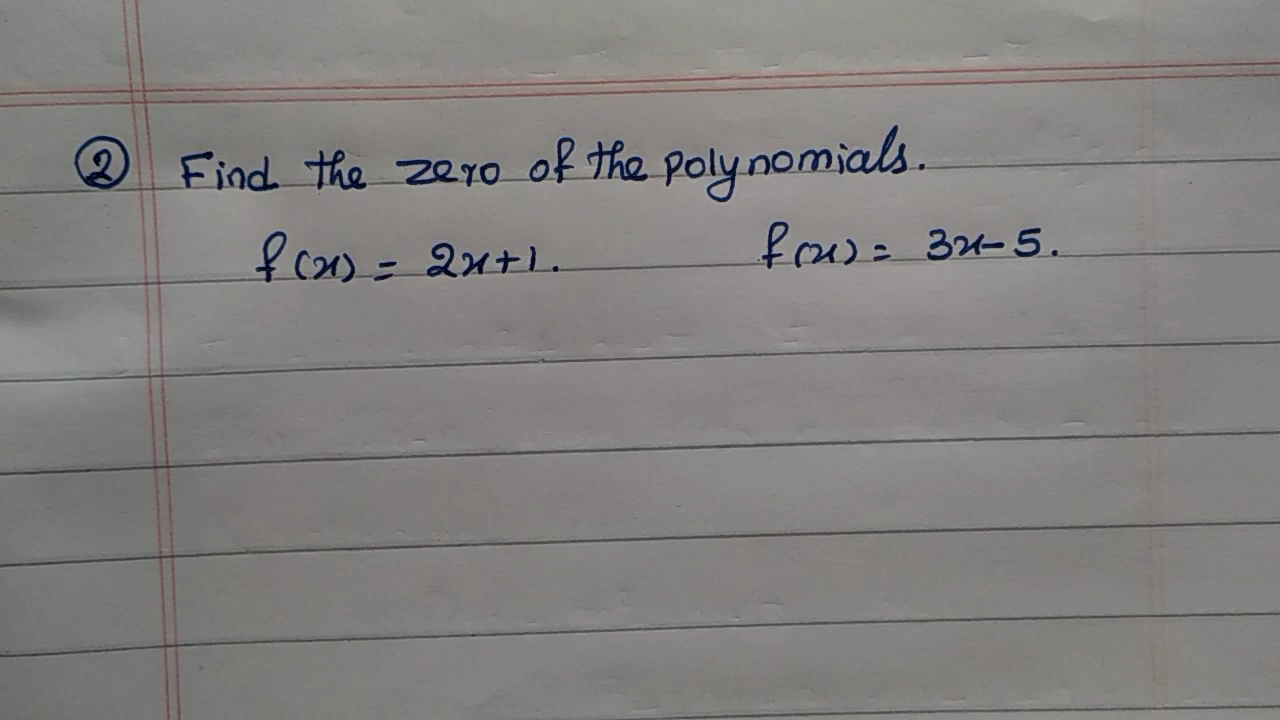 ② Find the zero of the polynomials.
f(x) = 2x+1. f(x) = 3x-5.